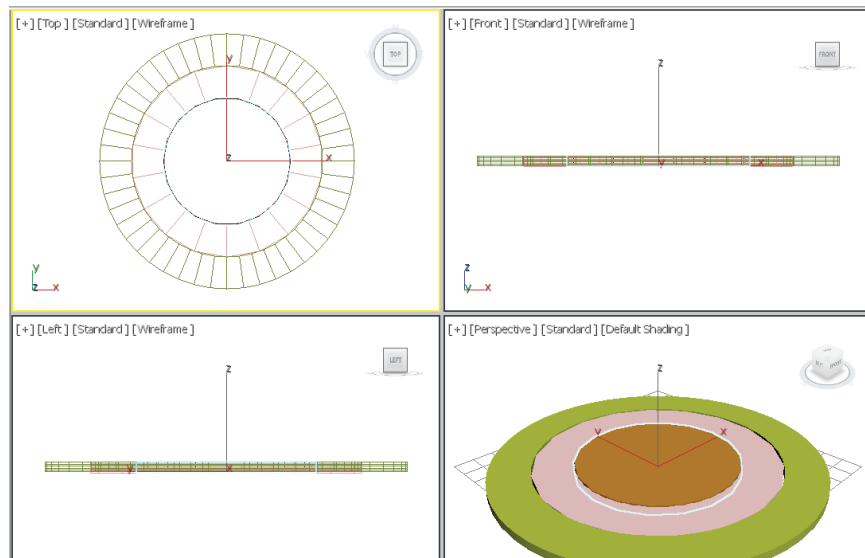 [+] [Top] [Standard] [Wireframe]
TOP
y
x
z
y
z x
[+] [Front] [Standard] [Wireframe]
FRONT
z
y x
z
y x
[+] [Left] [Standard] [Wireframe]
LEFT
z
y x
[+] [Perspective] [Standard] [Default Shading]
z
y x